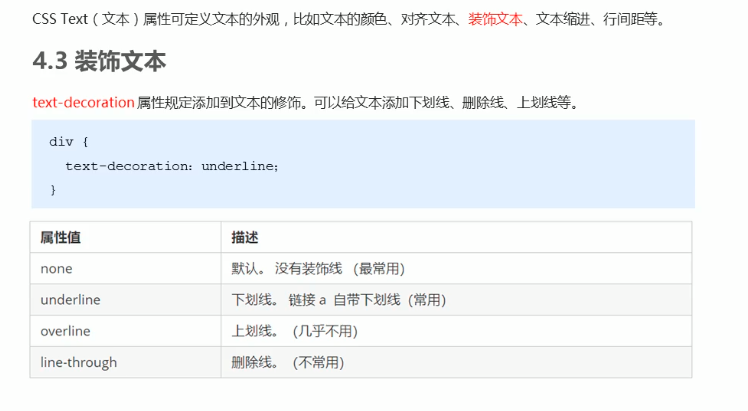 CSS Text（文本）属性可定义文本的外观，比如文本的颜色、对齐文本、装饰文本、文本缩进、行间距等。
4.3 装饰文本
text-decoration 属性规定添加到文本的修饰。可以给文本添加下划线、删除线、上划线等。
div {
  text-decoration: underline;
}
属性值 描述
none 默认。没有装饰线 （最常用）
underline 下划线。链接 a 自带下划线（常用）
overline 上划线。（几乎不用）
line-through 删除线。（不常用）